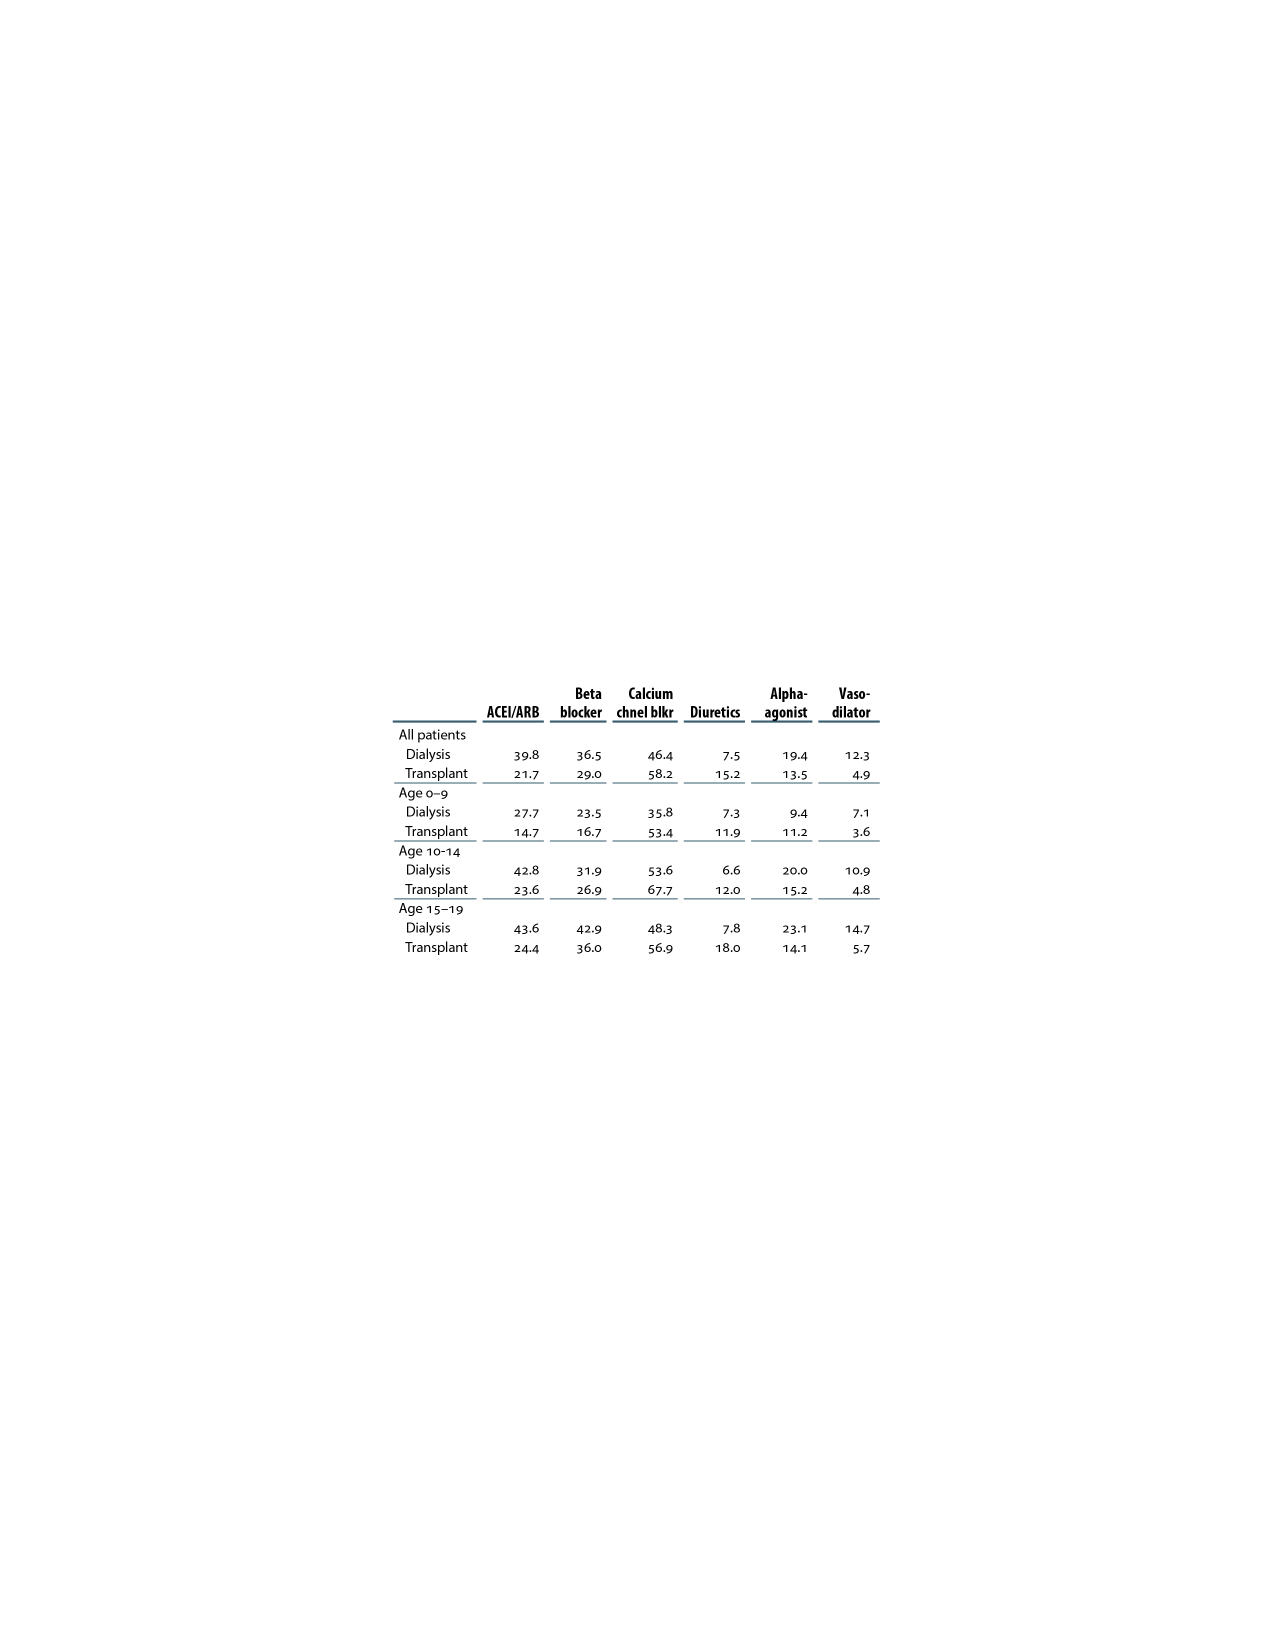 Beta Calcium Alpha- Vaso-
ACEI/ARB blocker chnel blkr Diuretics agonist dilator
All patients
Dialysis 39.8 36.5 46.4 7.5 19.4 12.3
Transplant 21.7 29.0 58.2 15.2 13.5 4.9
Age 0–9
Dialysis 27.7 23.5 35.8 7.3 9.4 7.1
Transplant 14.7 16.7 53.4 11.9 11.2 3.6
Age 10-14
Dialysis 42.8 31.9 53.6 6.6 20.0 10.9
Transplant 23.6 26.9 67.7 12.0 15.2 4.8
Age 15–19
Dialysis 43.6 42.9 48.3 7.8 23.1 14.7
Transplant 24.4 36.0 56.9 18.0 14.1 5.7